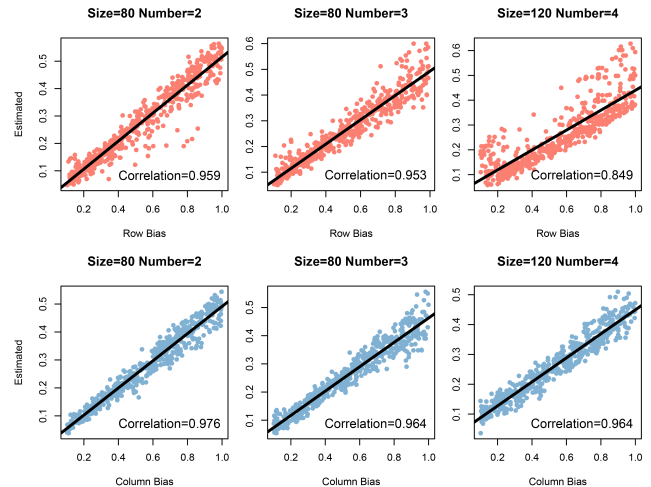 Size=80 Number=2
Size=80 Number=3
Size=120 Number=4
Estimated
0.1 0.2 0.3 0.4 0.5
0.1 0.2 0.3 0.4 0.5 0.6
0.1 0.2 0.3 0.4 0.5 0.6
Correlation=0.959
Correlation=0.953
Correlation=0.849
0.2 0.4 0.6 0.8 1.0
0.2 0.4 0.6 0.8 1.0
0.2 0.4 0.6 0.8 1.0
Row Bias
Row Bias
Row Bias
Size=80 Number=2
Size=80 Number=3
Size=120 Number=4
Estimated
0.1 0.2 0.3 0.4 0.5
0.1 0.2 0.3 0.4 0.5
0.1 0.2 0.3 0.4 0.5
Correlation=0.976
Correlation=0.964
Correlation=0.964
0.2 0.4 0.6 0.8 1.0
0.2 0.4 0.6 0.8 1.0
0.2 0.4 0.6 0.8 1.0
Column Bias
Column Bias
Column Bias